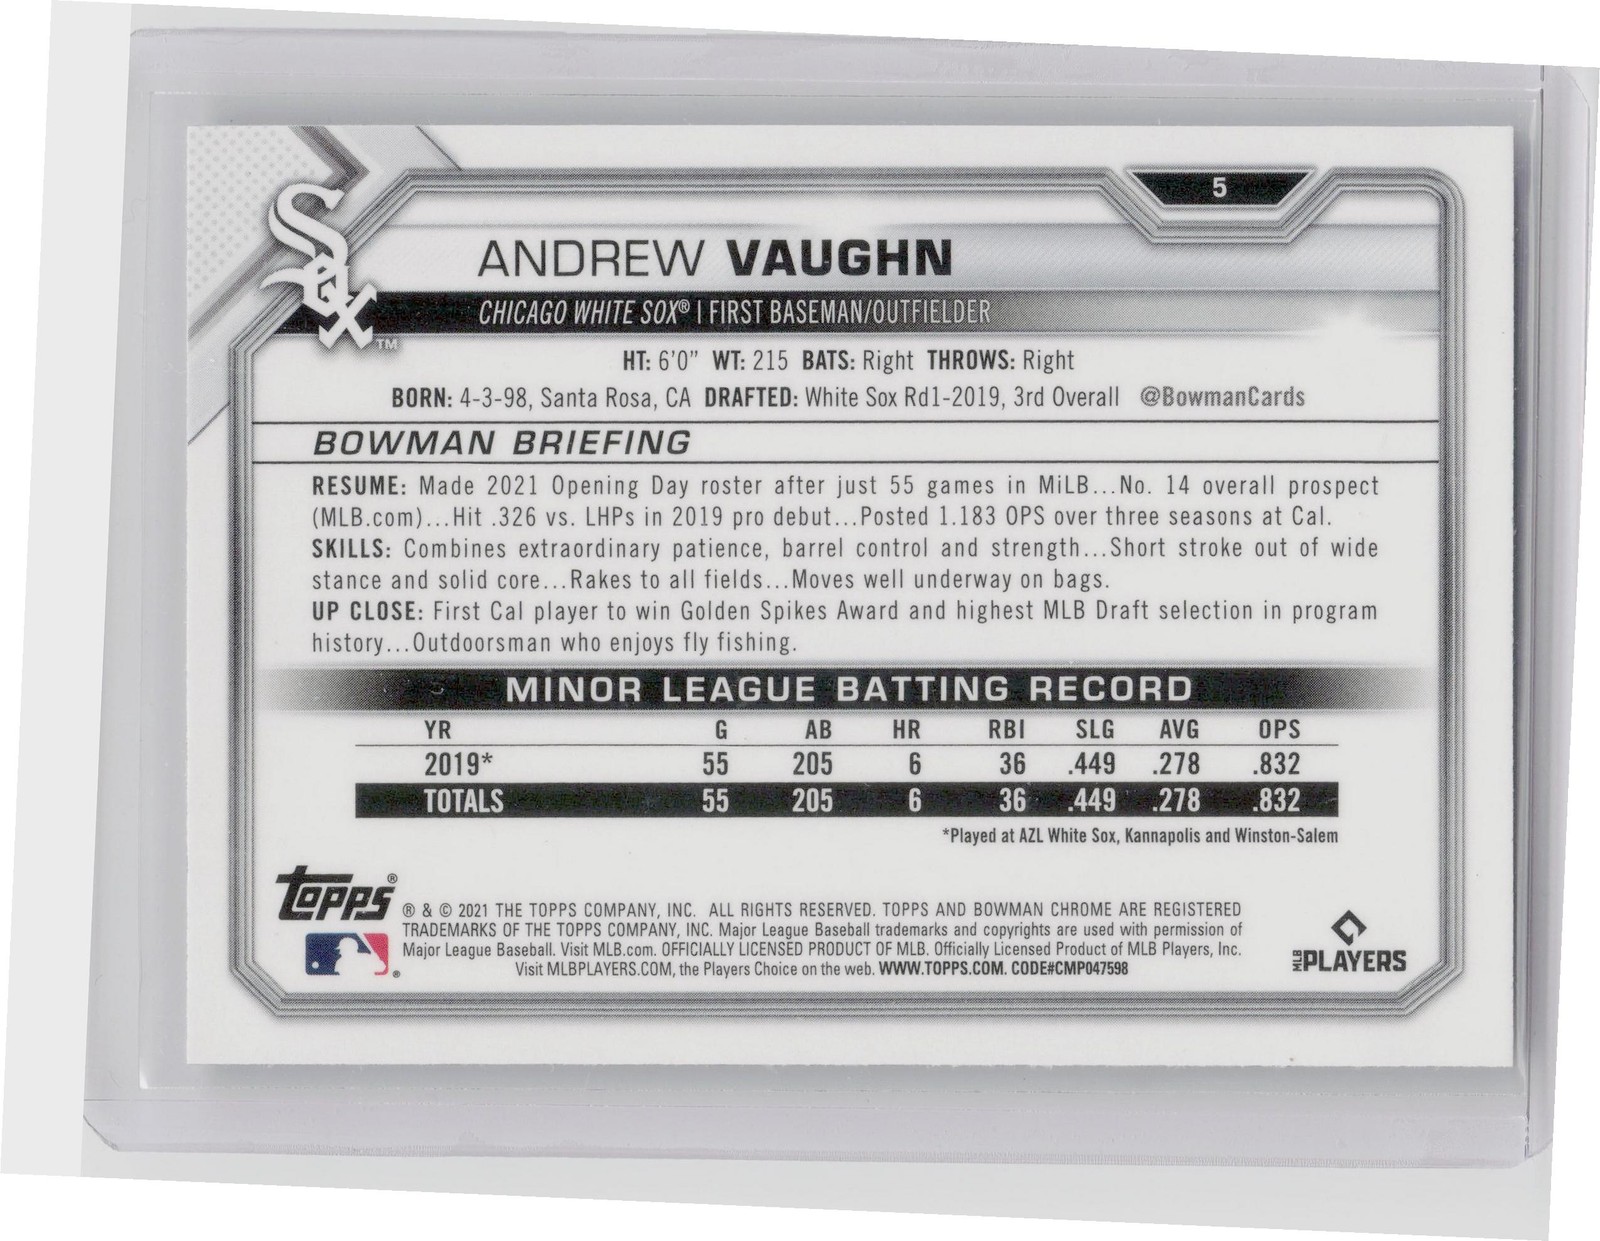 5
Sox
TM
ANDREW VAUGHN
CHICAGO WHITE SOX® | FIRST BASEMAN/OUTFIELDER
HT: 6'0" WT: 215 BATS: Right THROWS: Right
BORN: 4-3-98, Santa Rosa, CA DRAFTED: White Sox Rd1-2019, 3rd Overall @BowmanCards
BOWMAN BRIEFING
RESUME: Made 2021 Opening Day roster after just 55 games in MiLB...No. 14 overall prospect
(MLB.com)...Hit .326 vs. LHPs in 2019 pro debut...Posted 1.183 OPS over three seasons at Cal.
SKILLS: Combines extraordinary patience, barrel control and strength...Short stroke out of wide
stance and solid core...Rakes to all fields...Moves well underway on bags.
UP CLOSE: First Cal player to win Golden Spikes Award and highest MLB Draft selection in program
history...Outdoorsman who enjoys fly fishing.
MINOR LEAGUE BATTING RECORD
YR G AB HR RBI SLG AVG OPS
2019* 55 205 6 36 .449 .278 .832
TOTALS 55 205 6 36 .449 .278 .832
*Played at AZL White Sox, Kannapolis and Winston-Salem
Topps®
® & © 2021 THE TOPPS COMPANY, INC. ALL RIGHTS RESERVED. TOPPS AND BOWMAN CHROME ARE REGISTERED
TRADEMARKS OF THE TOPPS COMPANY, INC. Major League Baseball trademarks and copyrights are used with permission of
Major League Baseball. Visit MLB.com. OFFICIALLY LICENSED PRODUCT OF MLB. Officially Licensed Product of MLB Players, Inc.
Visit MLBPLAYERS.COM, the Players Choice on the web. WWW.TOPPS.COM. CODE#CMP047598
®
MLB PLAYERS